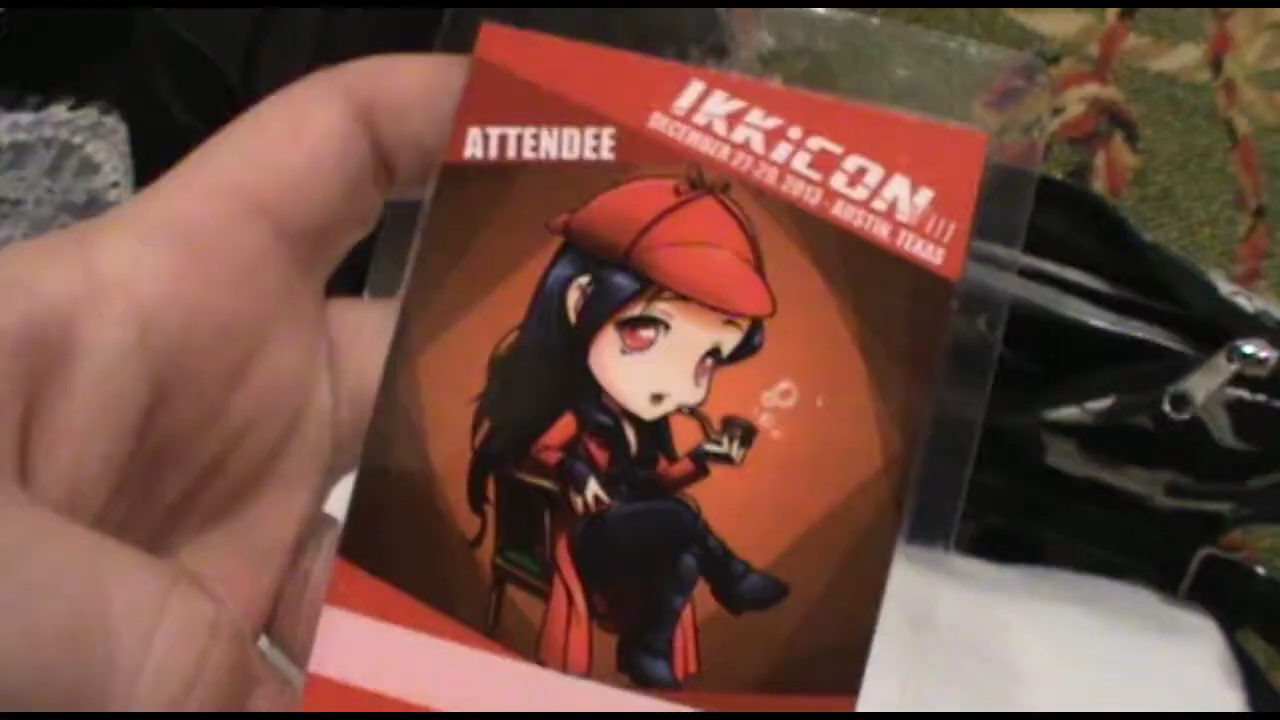 IKKiCON
DECEMBER 27-29, 2013 - AUSTIN, TEXAS
ATTENDEE